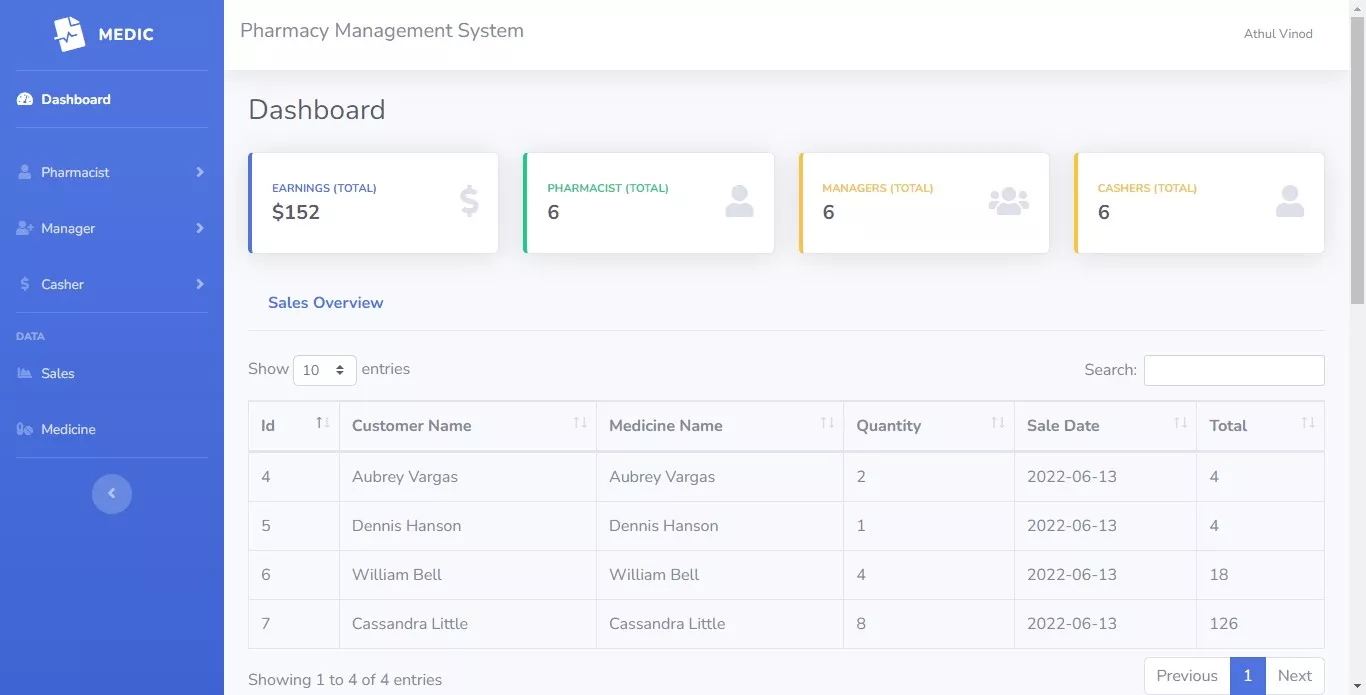 MEDIC
Pharmacy Management System
Athul Vinod
Dashboard
Pharmacist
Manager
Casher
DATA
Sales
Medicine
Dashboard
EARNINGS (TOTAL)
$152
PHARMACIST (TOTAL)
6
MANAGERS (TOTAL)
6
CASHERS (TOTAL)
6
Sales Overview
Show 10 entries
Search:
Id Customer Name Medicine Name Quantity Sale Date Total
4 Aubrey Vargas Aubrey Vargas 2 2022-06-13 4
5 Dennis Hanson Dennis Hanson 1 2022-06-13 4
6 William Bell William Bell 4 2022-06-13 18
7 Cassandra Little Cassandra Little 8 2022-06-13 126
Showing 1 to 4 of 4 entries
Previous 1 Next